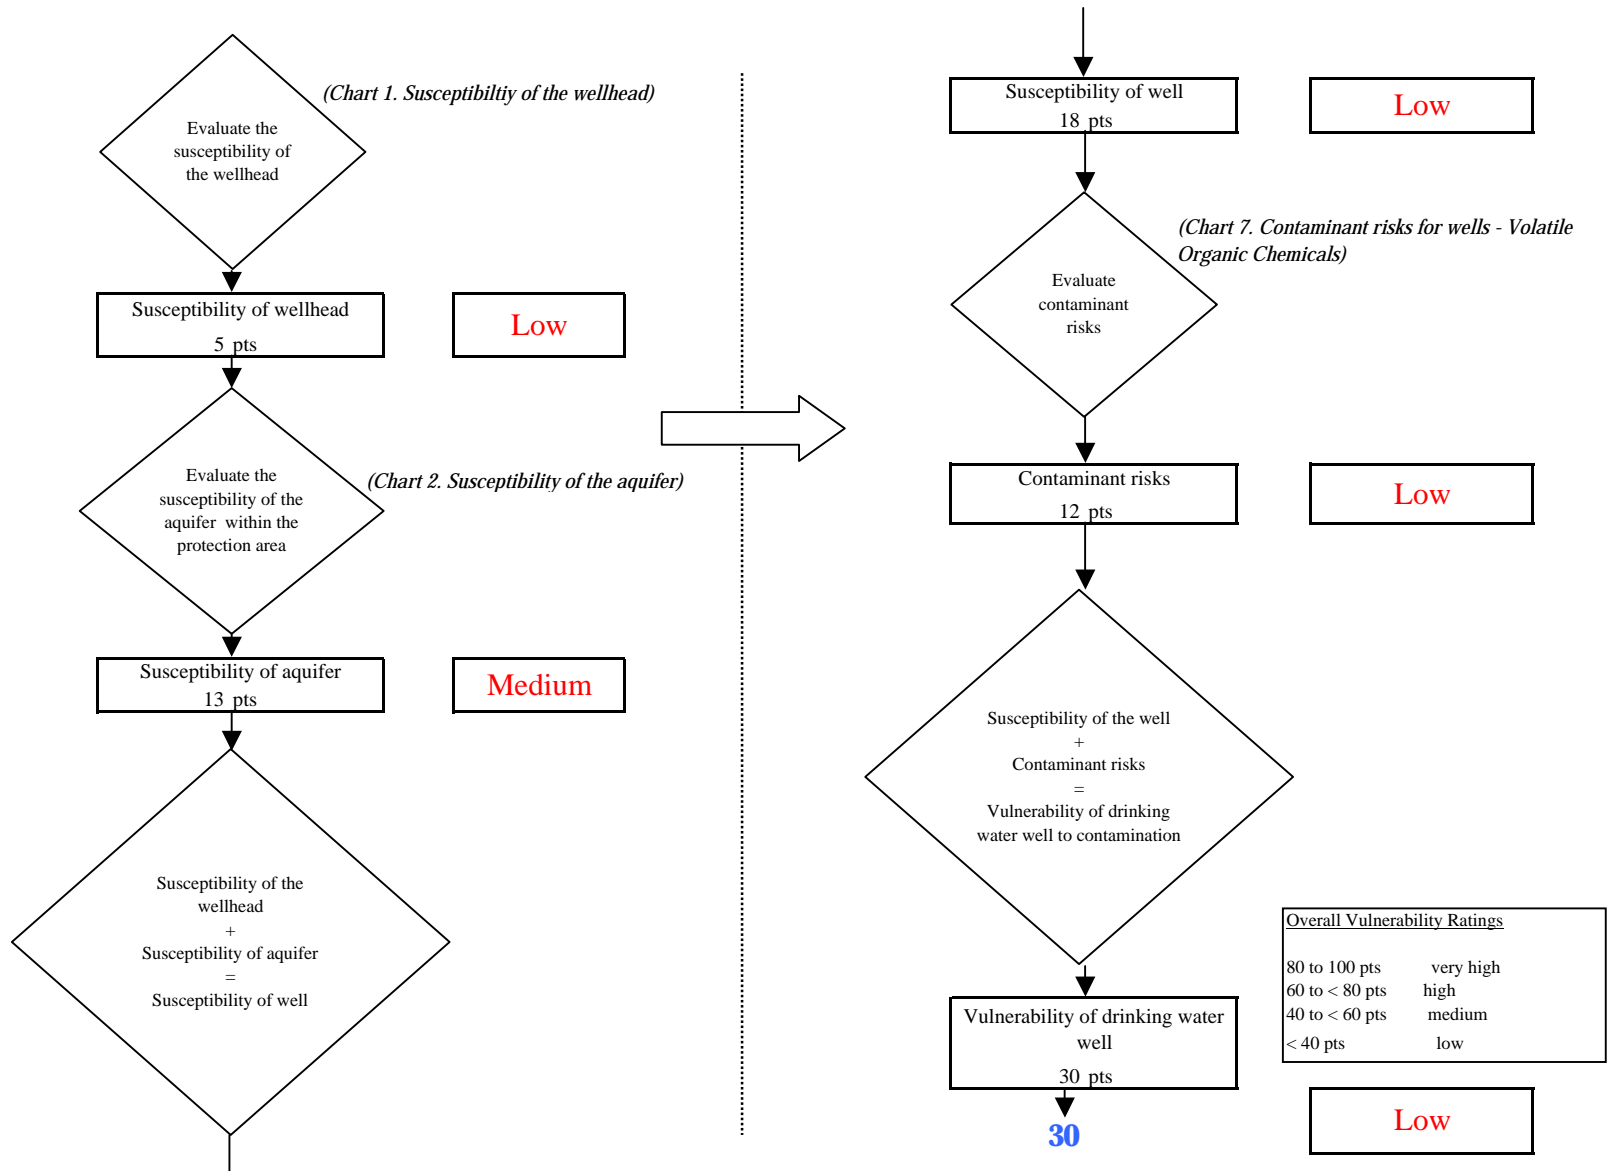 (Chart 1. Susceptibiltiy of the wellhead)
Evaluate the
susceptibility of
the wellhead
Susceptibility of wellhead
5 pts
Low
Evaluate the
susceptibility of the
aquifer within the
protection area
(Chart 2. Susceptibility of the aquifer)
Susceptibility of aquifer
13 pts
Medium
Susceptibility of the
wellhead
+
Susceptibility of aquifer
=
Susceptibility of well
Susceptibility of well
18 pts
Low
(Chart 7. Contaminant risks for wells - Volatile
Organic Chemicals)
Evaluate
contaminant
risks
Contaminant risks
12 pts
Low
Susceptibility of the well
+
Contaminant risks
=
Vulnerability of drinking
water well to contamination
Overall Vulnerability Ratings
80 to 100 pts very high
60 to < 80 pts high
40 to < 60 pts medium
< 40 pts low
Vulnerability of drinking water
well
30 pts
30
Low